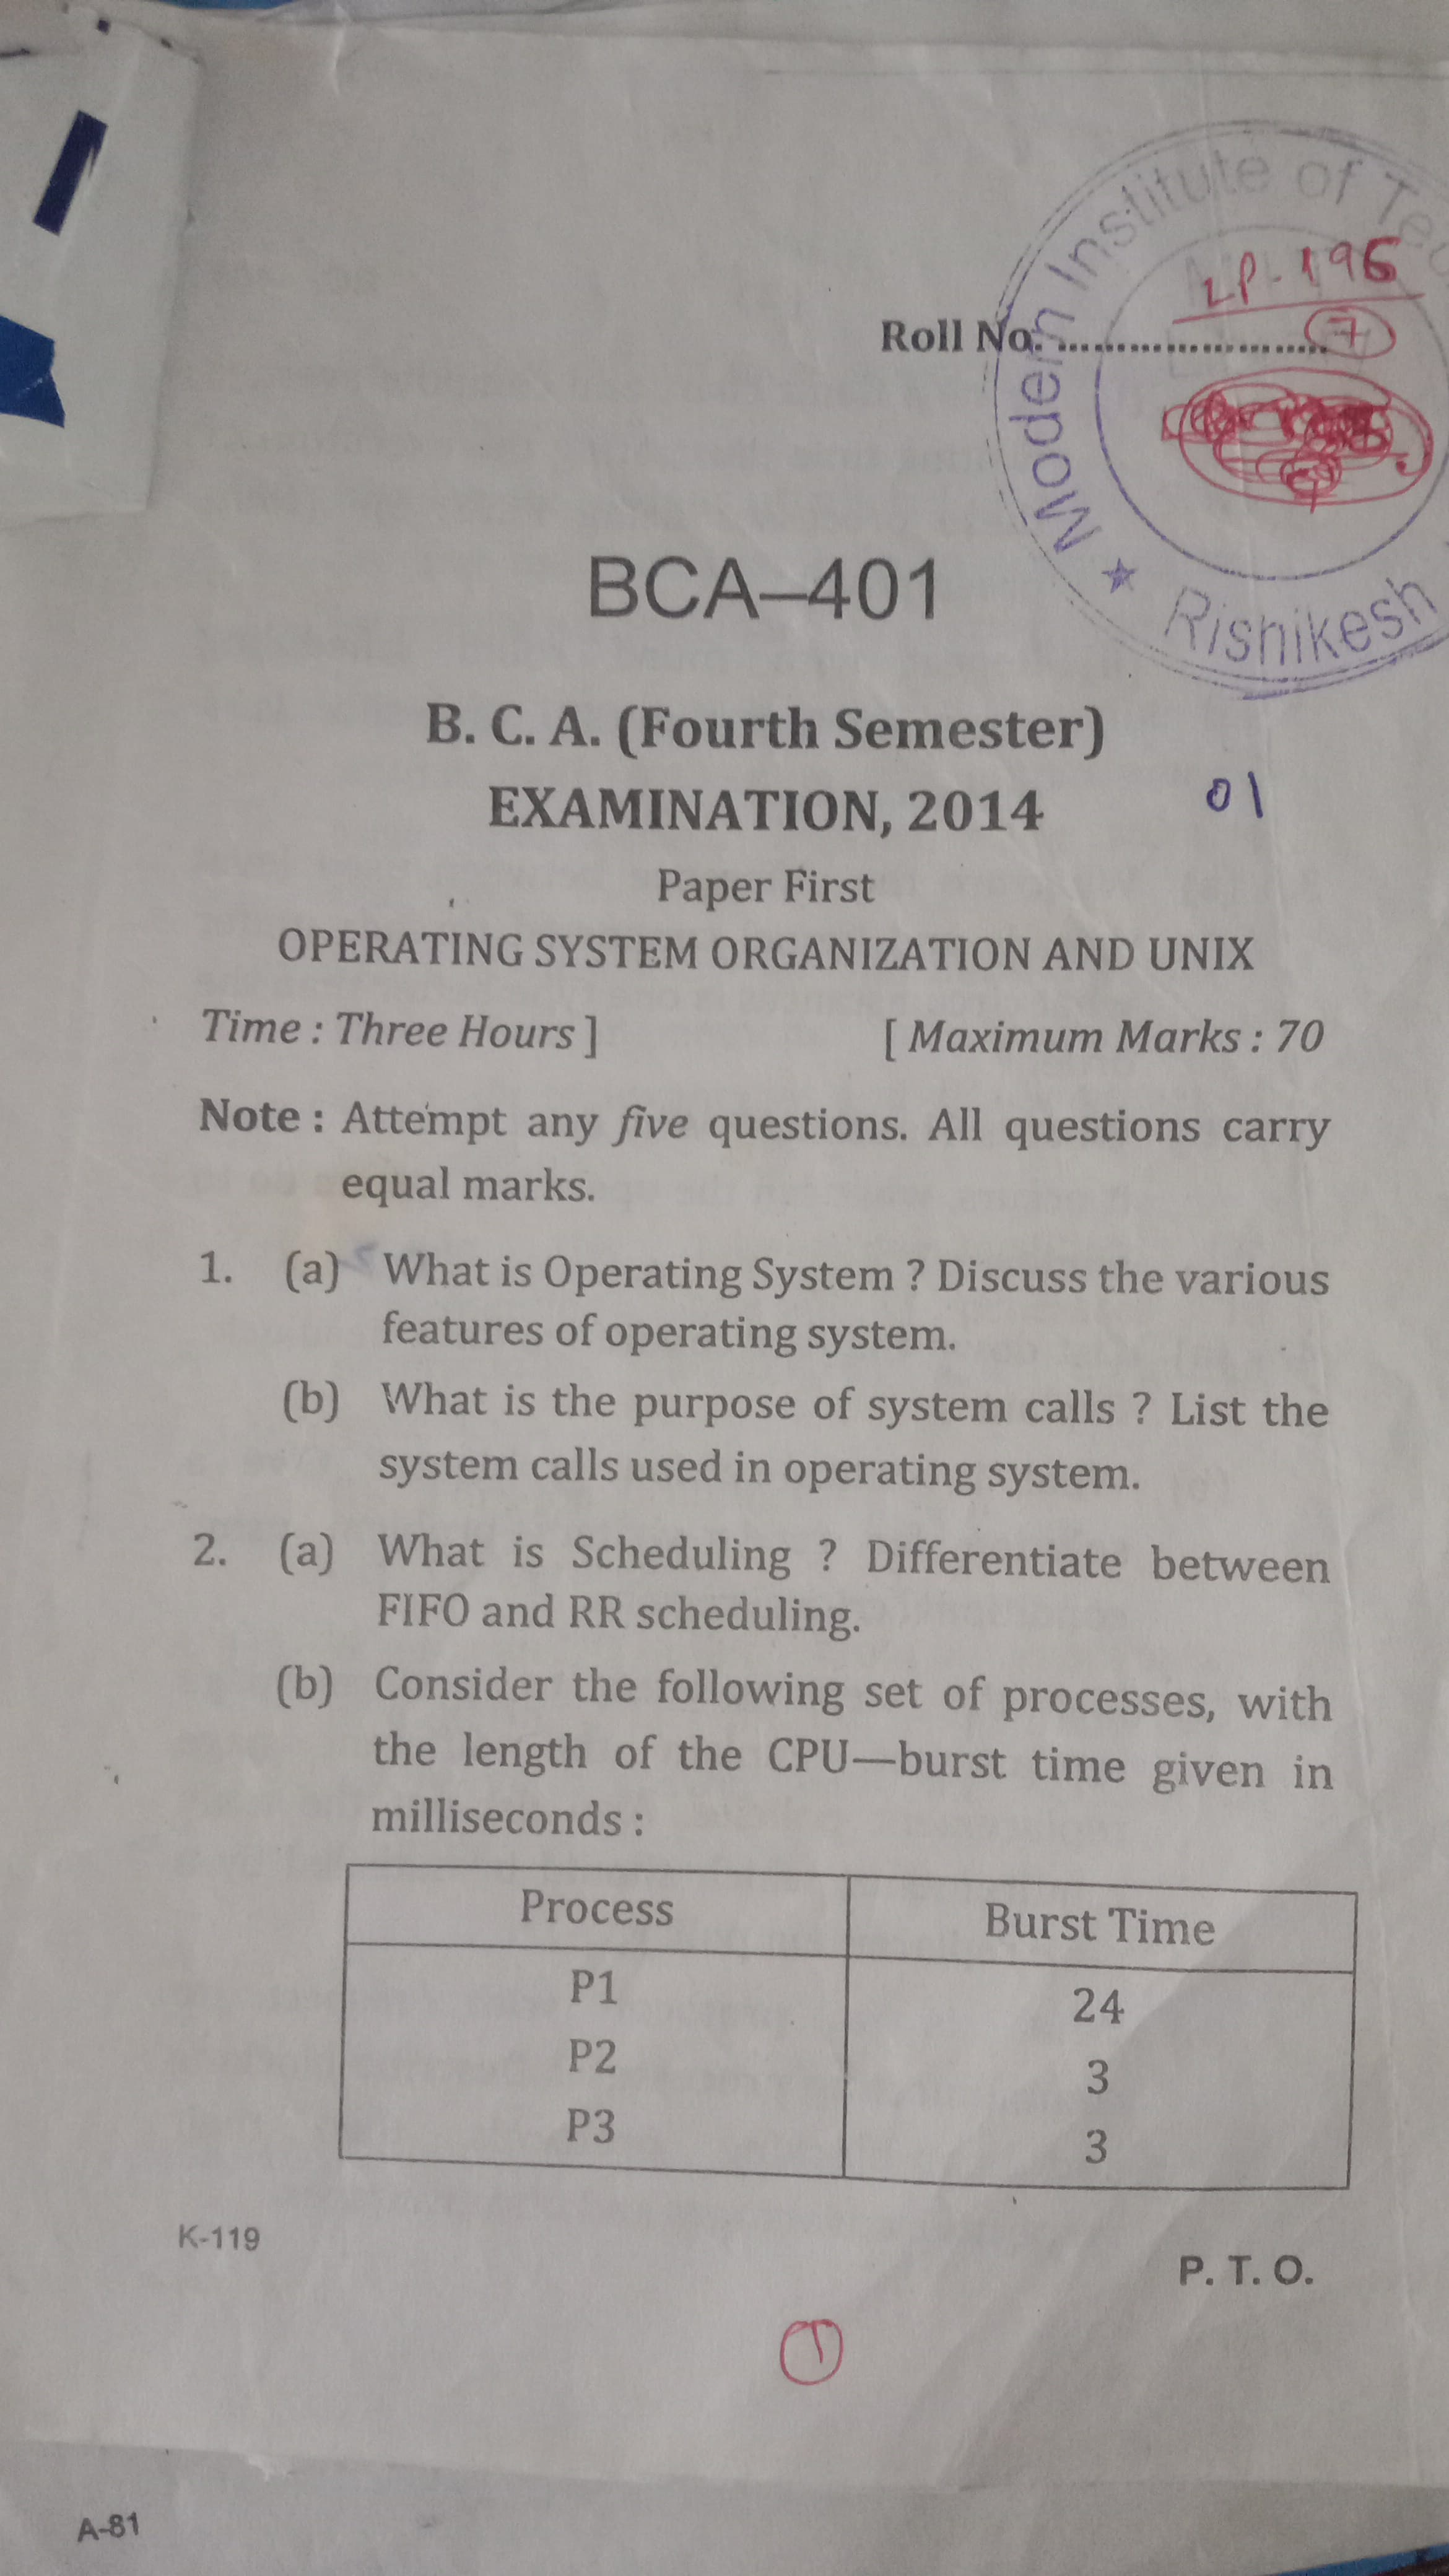 Modern Institute of
LP-196
Roll No. ........................
7
Rishikesh
BCA–401
B. C. A. (Fourth Semester)
EXAMINATION, 2014
01
Paper First
OPERATING SYSTEM ORGANIZATION AND UNIX
Time : Three Hours ] [ Maximum Marks : 70
Note : Attempt any five questions. All questions carry
equal marks.
1. (a) What is Operating System ? Discuss the various
features of operating system.
(b) What is the purpose of system calls ? List the
system calls used in operating system.
2. (a) What is Scheduling ? Differentiate between
FIFO and RR scheduling.
(b) Consider the following set of processes, with
the length of the CPU—burst time given in
milliseconds :
Process Burst Time
P1 24
P2 3
P3 3
K-119
P. T. O.
1
A-81